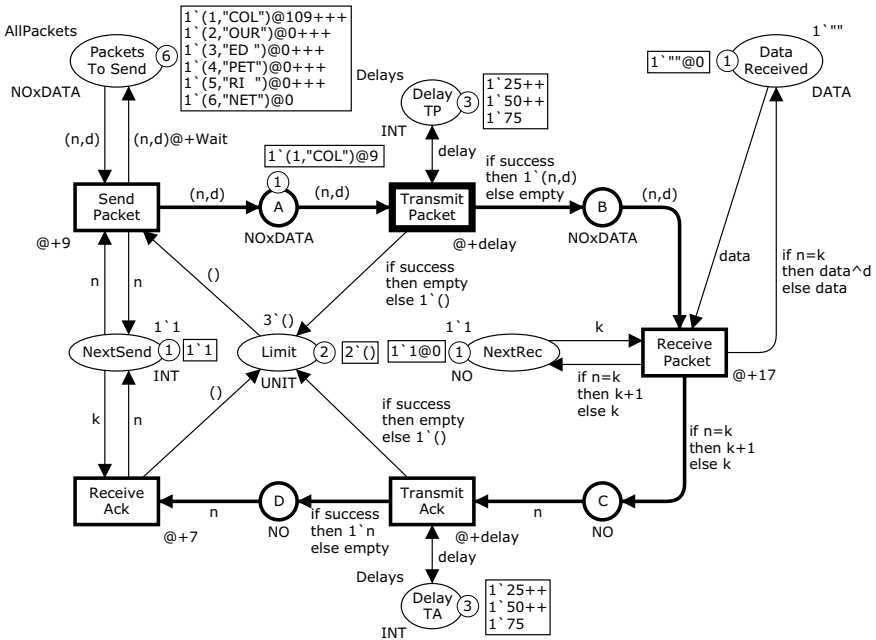 AllPackets
Packets
To Send
6
NOxDATA
1`(1,"COL")@109+++
1`(2,"OUR")@0+++
1`(3,"ED ")@0+++
1`(4,"PET")@0+++
1`(5,"RI  ")@0+++
1`(6,"NET")@0
Delays
Delay
TP
3
INT
1`25++
1`50++
1`75
1`""
1`""@0
1
Data
Received
DATA
(n,d)
(n,d)@+Wait
1`(1,"COL")@9
1
delay
Send
Packet
@+9
(n,d)
A
NOxDATA
(n,d)
Transmit
Packet
@+delay
if success
then 1`(n,d)
else empty
B
NOxDATA
(n,d)
data
if n=k
then data^d
else data
n
n
()
if success
then empty
else 1`()
1`1
NextSend
1
1`1
INT
3`()
Limit
2
2`()
UNIT
1`1
1`1@0
1
NextRec
NO
k
if n=k
then k+1
else k
Receive
Packet
@+17
k
n
()
if success
then empty
else 1`()
if n=k
then k+1
else k
Receive
Ack
@+7
n
D
NO
if success
then 1`n
else empty
Transmit
Ack
@+delay
n
C
NO
delay
Delays
Delay
TA
3
INT
1`25++
1`50++
1`75